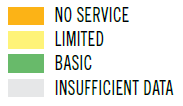 NO SERVICE
LIMITED
BASIC
INSUFFICIENT DATA